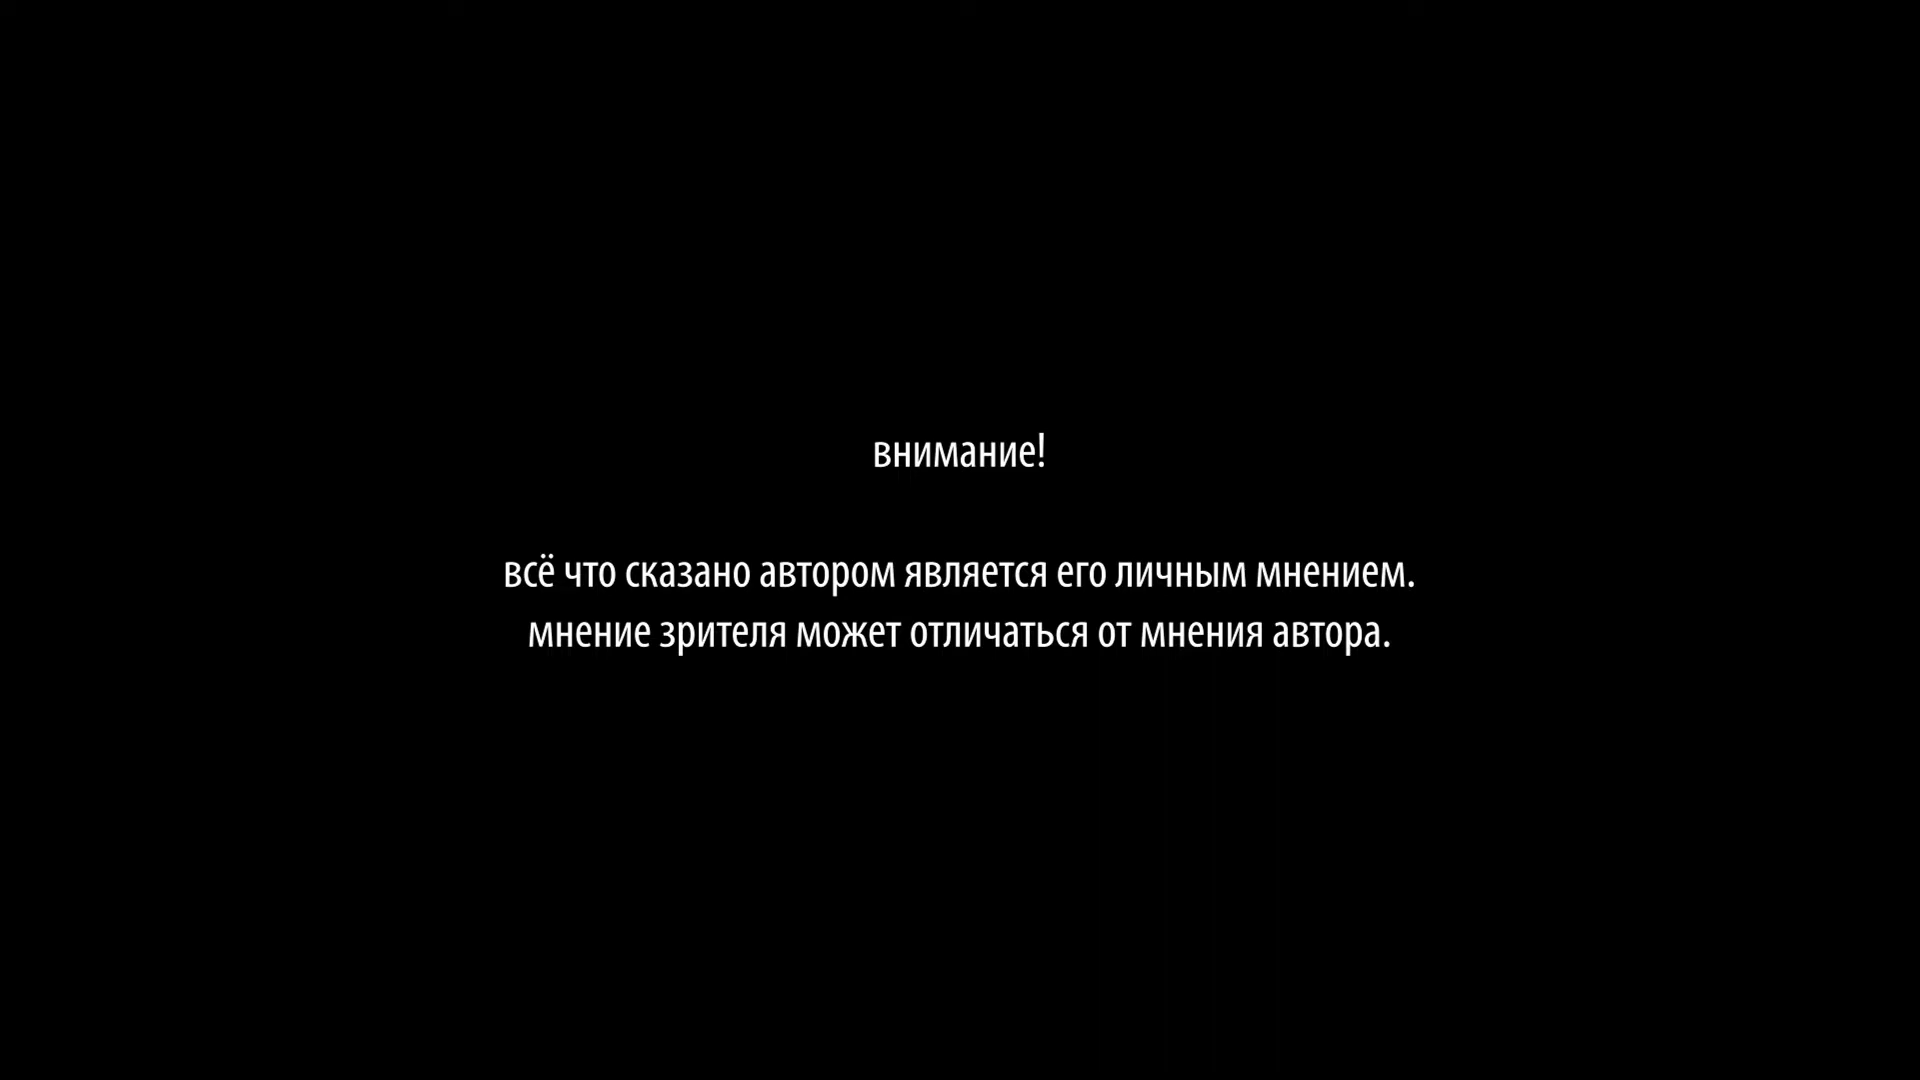 внимание!
всё что сказано автором является его личным мнением.
мнение зрителя может отличаться от мнения автора.